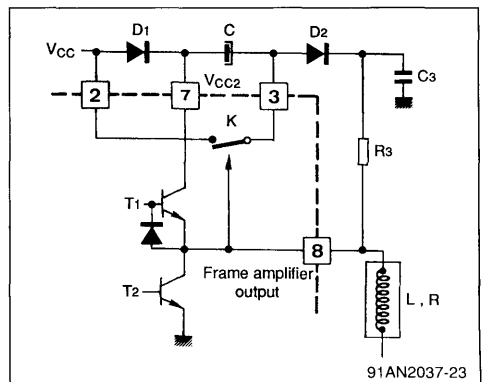 D1 C D2
VCC
VCC2
C3
2 7 3
K
R3
T1
8
Frame amplifier
output
T2
L , R
91AN2037-23